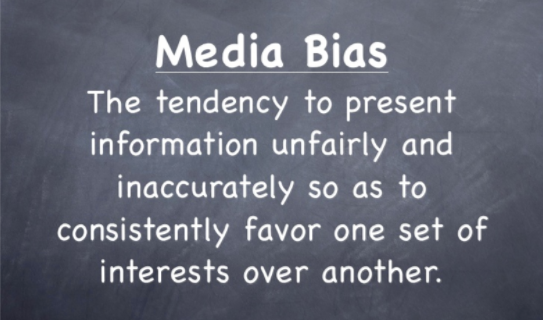 Media Bias
The tendency to present
information unfairly and
inaccurately so as to
consistently favor one set of
interests over another.